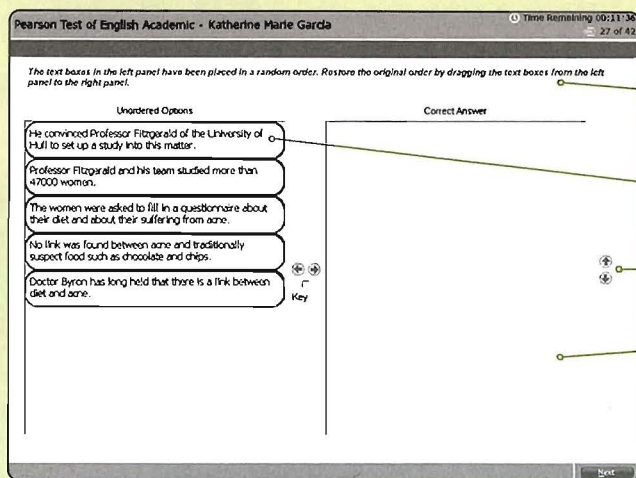 Pearson Test of English Academic - Katherine Marie Garcia
Time Remaining 00:11:36
27 of 42
The text boxes in the left panel have been placed in a random order. Restore the original order by dragging the text boxes from the left
panel to the right panel.
Unordered Options
Correct Answer
He convinced Professor Fitzgerald of the University of
Hull to set up a study into this matter.
Professor Fitzgerald and his team studied more than
47000 women.
The women were asked to fill in a questionnaire about
their diet and about their suffering from acne.
No link was found between acne and traditionally
suspect food such as chocolate and chips.
Doctor Byron has long held that there is a link between
diet and acne.
Key
Next